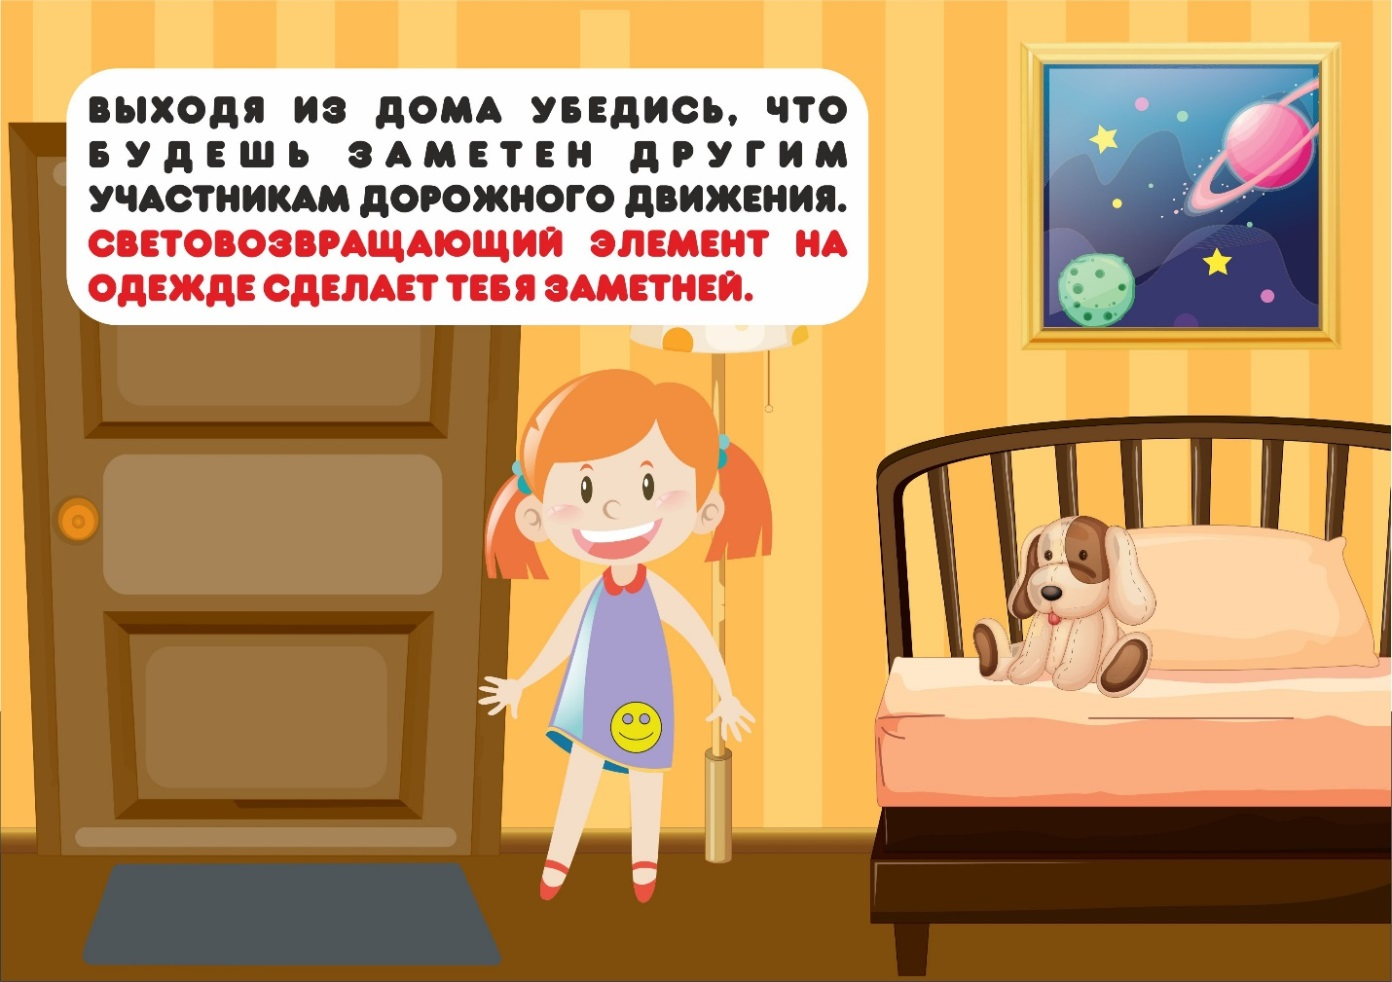 ВЫХОДЯ ИЗ ДОМА УБЕДИСЬ, ЧТО
БУДЕШЬ ЗАМЕТЕН ДРУГИМ
УЧАСТНИКАМ ДОРОЖНОГО ДВИЖЕНИЯ.
СВЕТОВОЗВРАЩАЮЩИЙ ЭЛЕМЕНТ НА
ОДЕЖДЕ СДЕЛАЕТ ТЕБЯ ЗАМЕТНЕЙ.